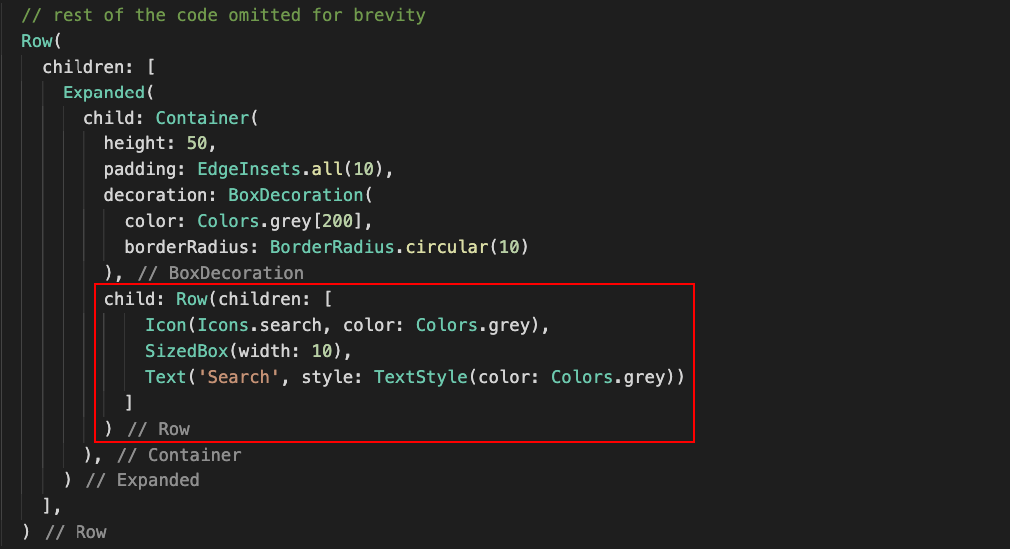 // rest of the code omitted for brevity
Row(
children: [
Expanded(
child: Container(
height: 50,
padding: EdgeInsets.all(10),
decoration: BoxDecoration(
color: Colors.grey[200],
borderRadius: BorderRadius.circular(10)
), // BoxDecoration
child: Row(children: [
Icon(Icons.search, color: Colors.grey),
SizedBox(width: 10),
Text('Search', style: TextStyle(color: Colors.grey))
]
) // Row
), // Container
) // Expanded
],
) // Row